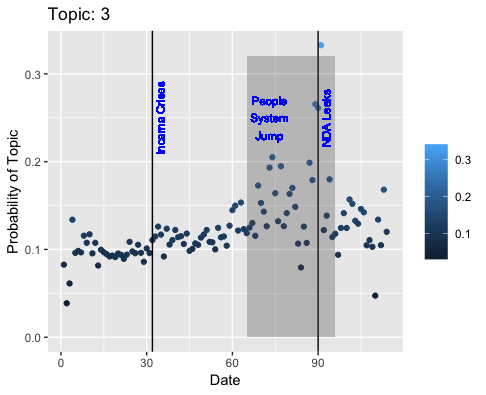 Topic: 3
Probability of Topic
0.3
0.2
0.1
0.0
Incarna Crises
People
System
Jump
NDA Leaks
0
30
60
90
Date
0.3
0.2
0.1